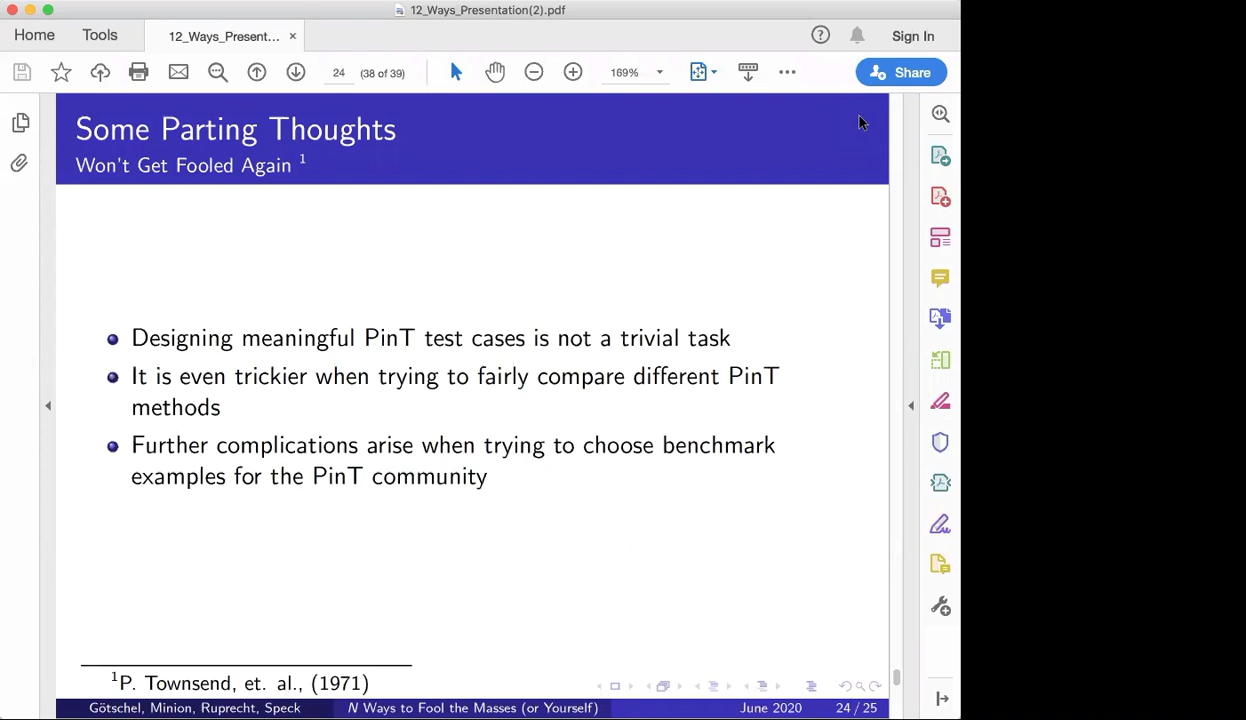 12_Ways_Presentation(2).pdf
Home Tools 12_Ways_Present... × Sign In
24 (38 of 39) 169% Share
Some Parting Thoughts
Won't Get Fooled Again 1
Designing meaningful PinT test cases is not a trivial task
It is even trickier when trying to fairly compare different PinT
methods
Further complications arise when trying to choose benchmark
examples for the PinT community
1P. Townsend, et. al., (1971)
Götschel, Minion, Ruprecht, Speck N Ways to Fool the Masses (or Yourself) June 2020 24 / 25